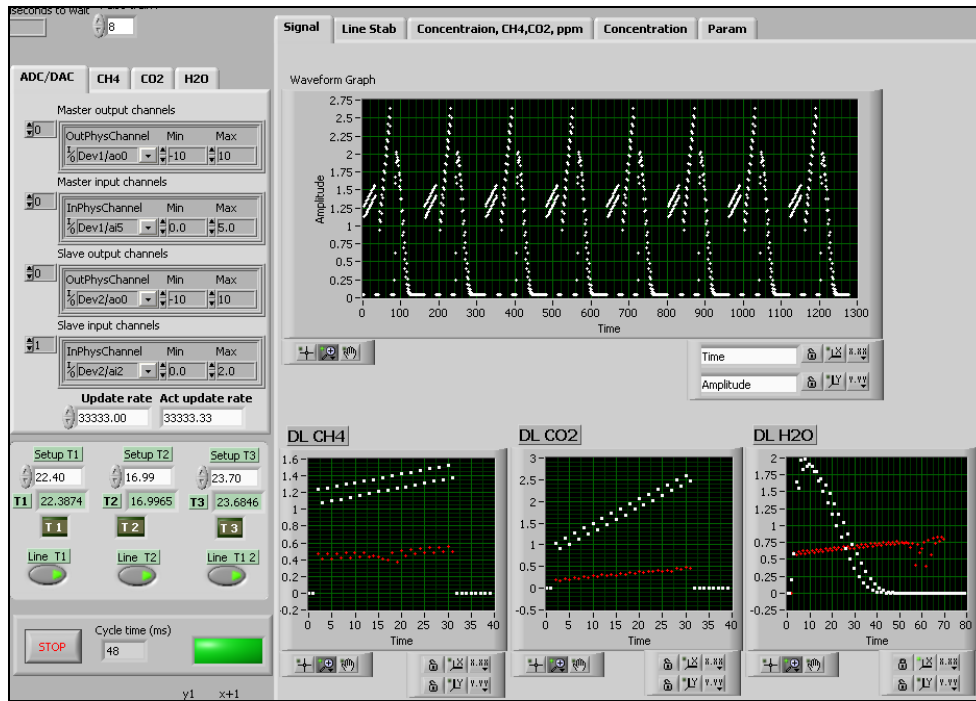 seconds to wait
8
Signal Line Stab Concentraion, CH4,CO2, ppm Concentration Param
ADC/DAC CH4 CO2 H2O
Master output channels
0
OutPhysChannel Min Max
Dev1/ao0 -10 10
Master input channels
0
InPhysChannel Min Max
Dev1/ai5 0.0 5.0
Slave output channels
0
OutPhysChannel Min Max
Dev2/ao0 -10 10
Slave input channels
1
InPhysChannel Min Max
Dev2/ai2 0.0 2.0
Update rate Act update rate
33333.00 33333.33
Setup T1 Setup T2 Setup T3
22.40 16.99 23.70
T1 22.3874 T2 16.9965 T3 23.6846
T1 T2 T3
Line T1 Line T2 Line T1 2
STOP
Cycle time (ms)
48
y1 x+1
Waveform Graph
Amplitude
2.75
2.5
2.25
2
1.75
1.5
1.25
1
0.75
0.5
0.25
0
0 100 200 300 400 500 600 700 800 900 1000 1100 1200 1300
Time
Time X.XX
Amplitude Y.YY
DL CH4
1.6
1.4
1.2
1
0.8
0.6
0.4
0.2
0
-0.2
0 5 10 15 20 25 30 35 40
Time
X.XX
Y.YY
DL CO2
3
2.5
2
1.5
1
0.5
0
-0.5
0 5 10 15 20 25 30 35 40
Time
X.XX
Y.YY
DL H2O
2
1.75
1.5
1.25
1
0.75
0.5
0.25
0
-0.25
0 10 20 30 40 50 60 70 80
Time
X.XX
Y.YY